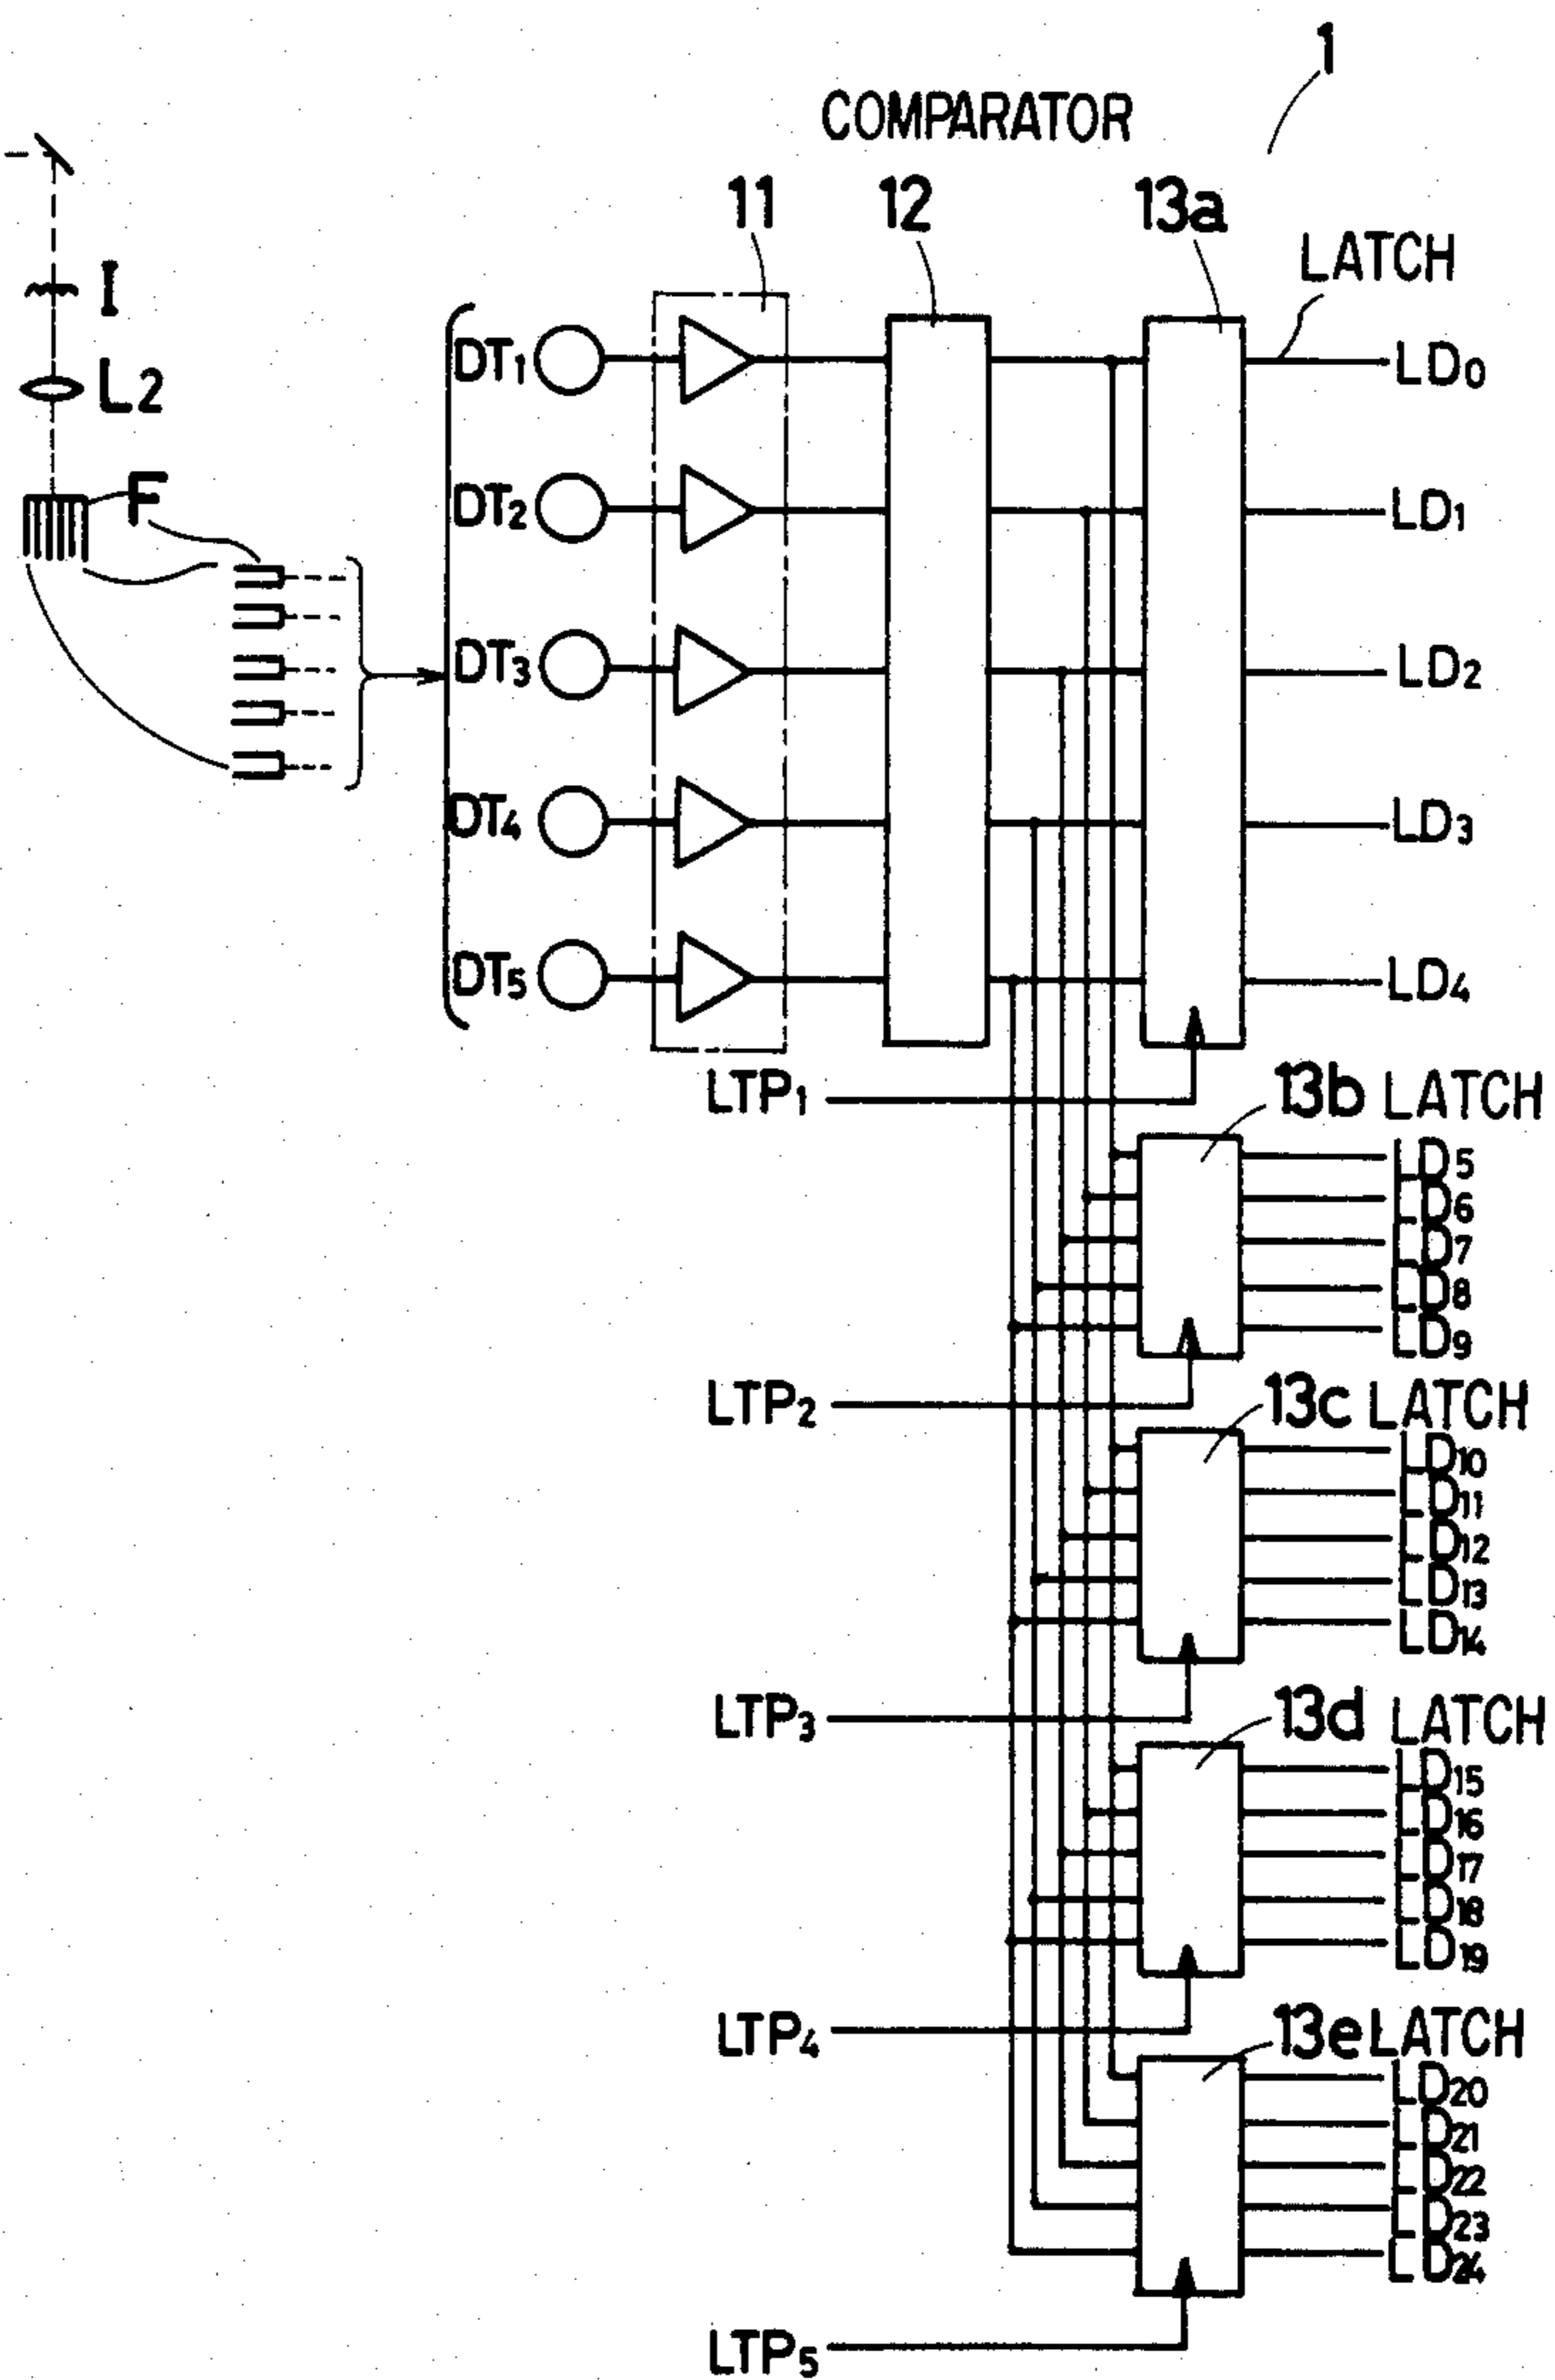 1
COMPARATOR
11 12 13a
LATCH
I
L2
F
DT1 LD0
DT2 LD1
DT3 LD2
DT4 LD3
DT5 LD4
LTP1
13b LATCH
LD5
LD6
LD7
LD8
LD9
LTP2
13c LATCH
LD10
LD11
LD12
LD13
LD14
LTP3
13d LATCH
LD15
LD16
LD17
LD18
LD19
LTP4
13e LATCH
LD20
LD21
LD22
LD23
LD24
LTP5